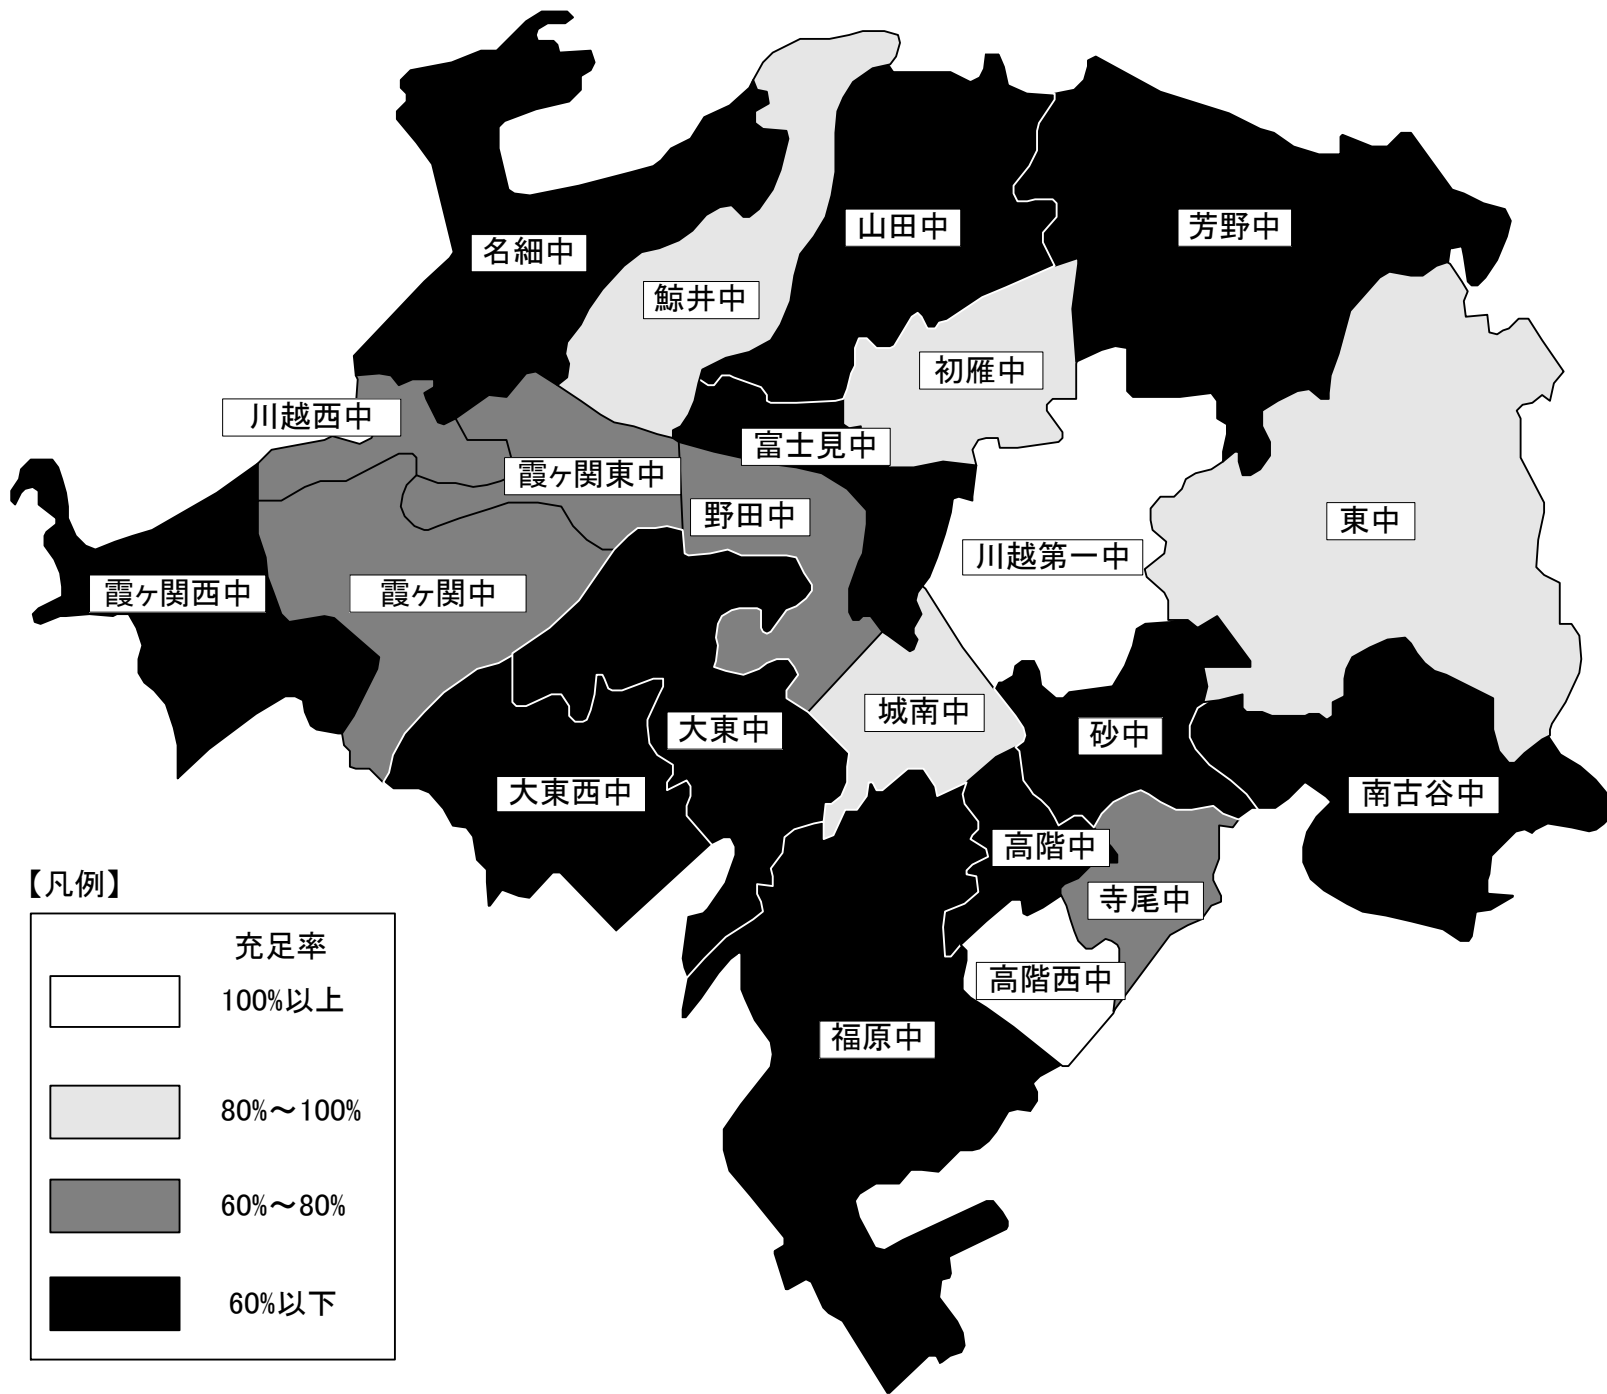 名細中
山田中
芳野中
鯨井中
初雁中
川越西中
富士見中
霞ヶ関東中
野田中
東中
川越第一中
霞ヶ関西中
霞ヶ関中
城南中
大東中
砂中
大東西中
南古谷中
高階中
寺尾中
高階西中
福原中
【凡例】
充足率
100%以上
80%～100%
60%～80%
60%以下